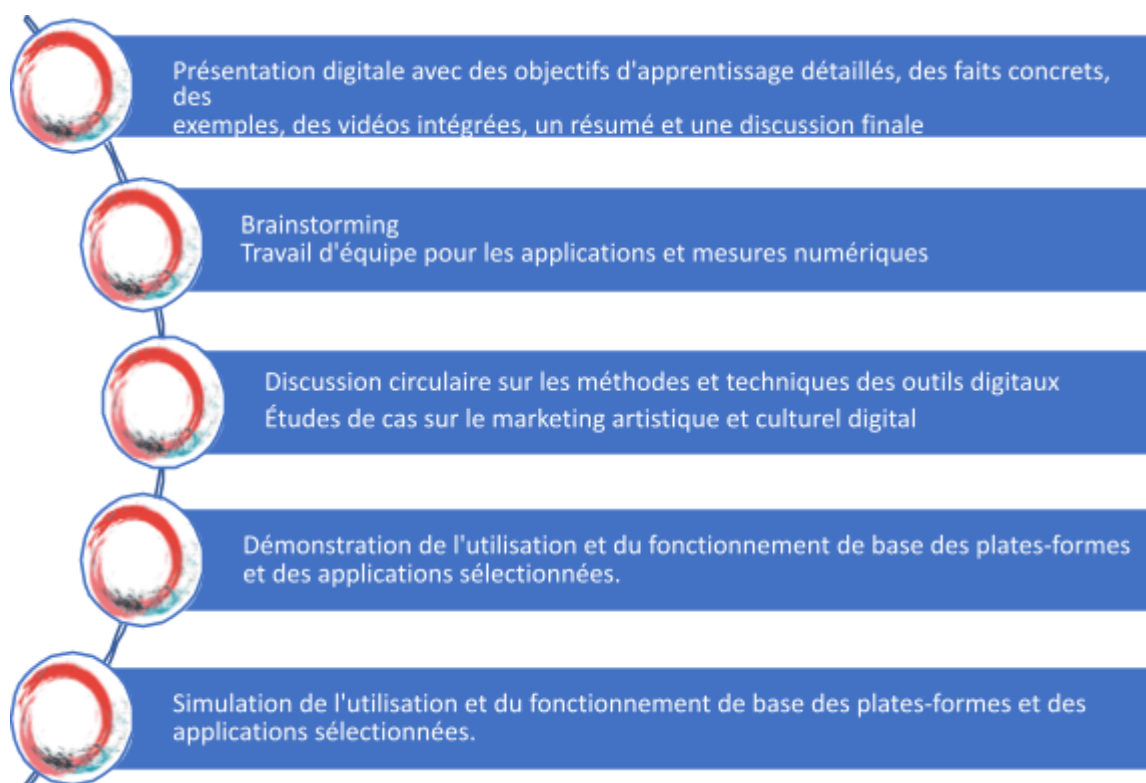 Présentation digitale avec des objectifs d'apprentissage détaillés, des faits concrets,
des
exemples, des vidéos intégrées, un résumé et une discussion finale
Brainstorming
Travail d'équipe pour les applications et mesures numériques
Discussion circulaire sur les méthodes et techniques des outils digitaux
Études de cas sur le marketing artistique et culturel digital
Démonstration de l'utilisation et du fonctionnement de base des plates-formes
et des applications sélectionnées.
Simulation de l'utilisation et du fonctionnement de base des plates-formes et des
applications sélectionnées.